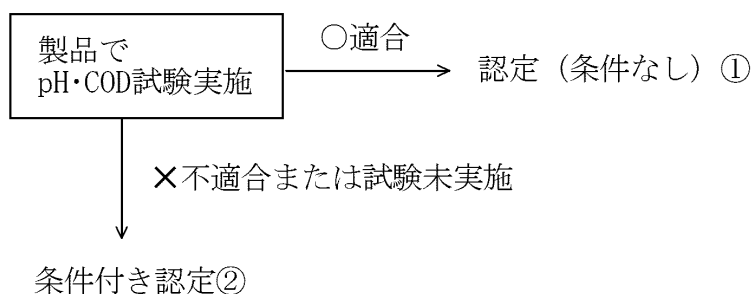 製品で
pH・COD試験実施
○適合
認定（条件なし）①
×不適合または試験未実施
条件付き認定②